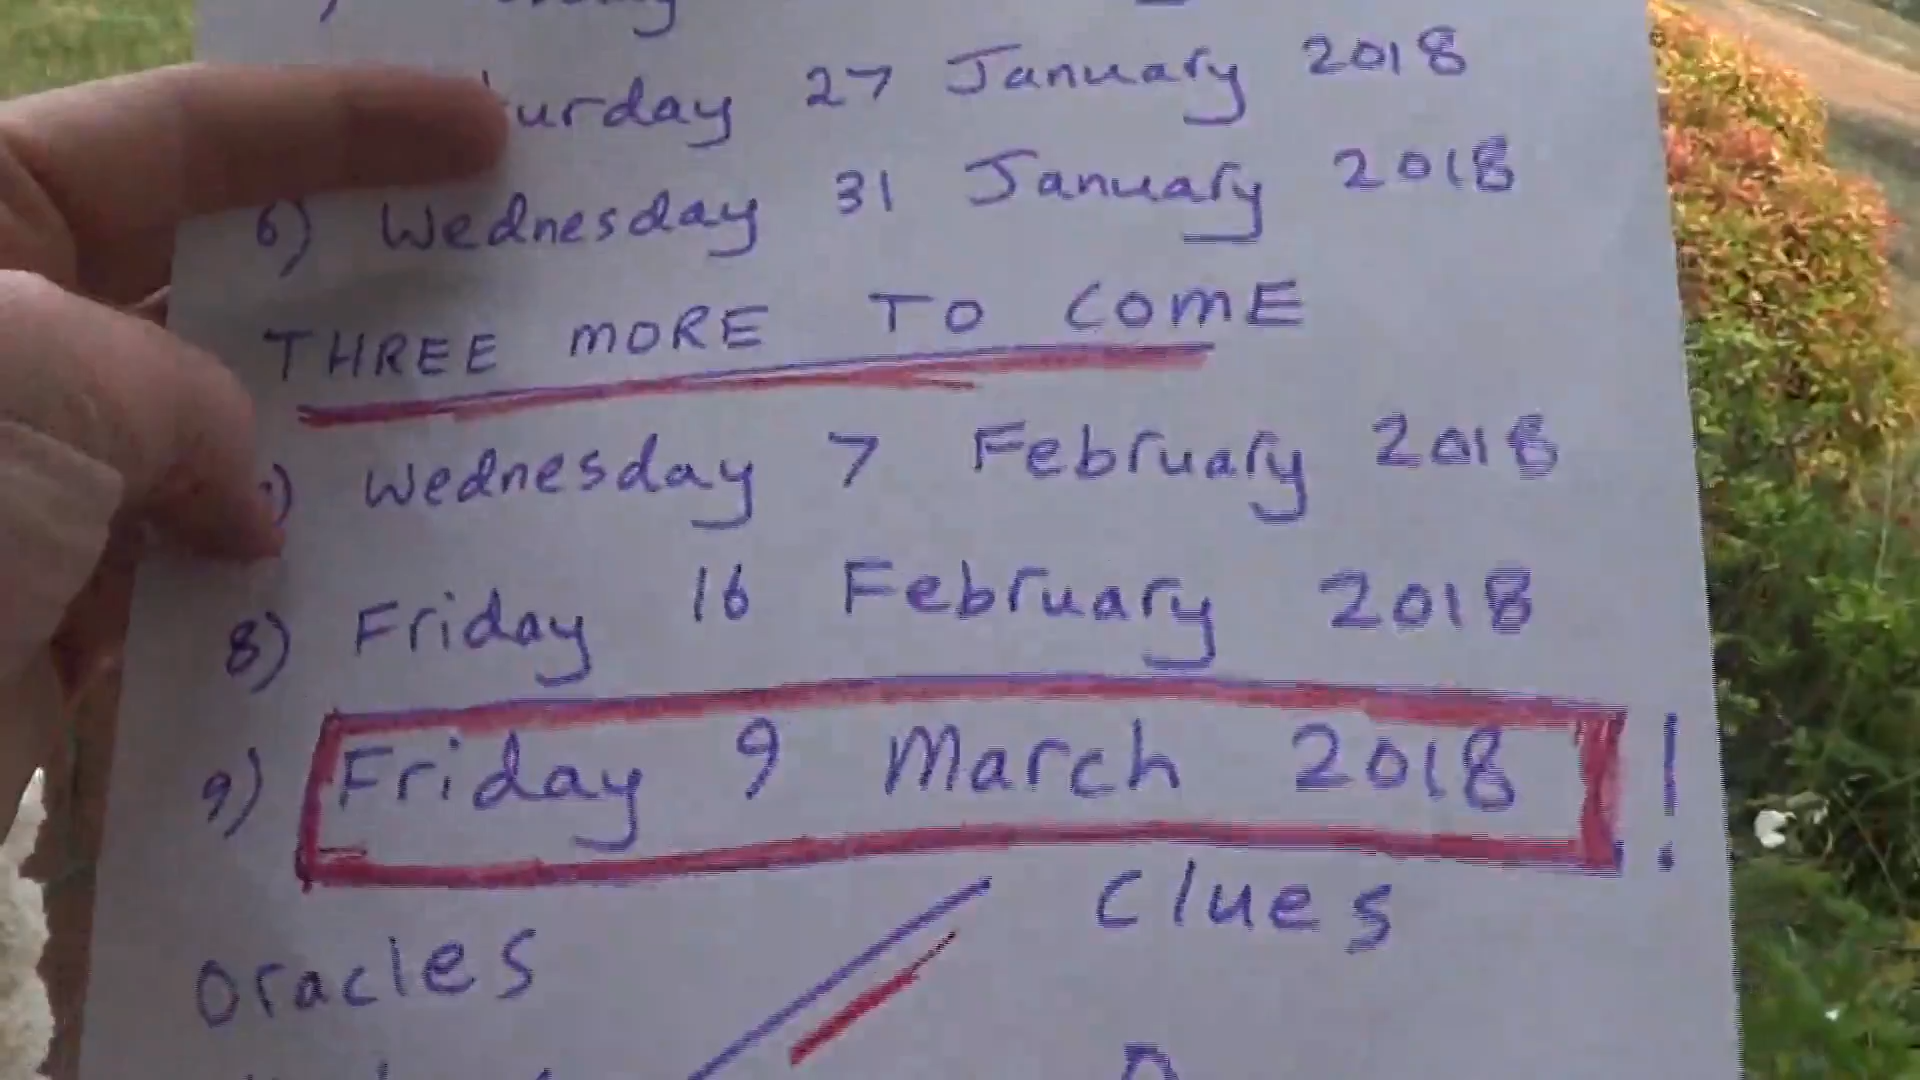 27 January 2018
6) Wednesday 31 January 2018
THREE MORE TO COME
) Wednesday 7 February 2018
8) Friday 16 February 2018
9) Friday 9 March 2018 !
Clues
Oracles